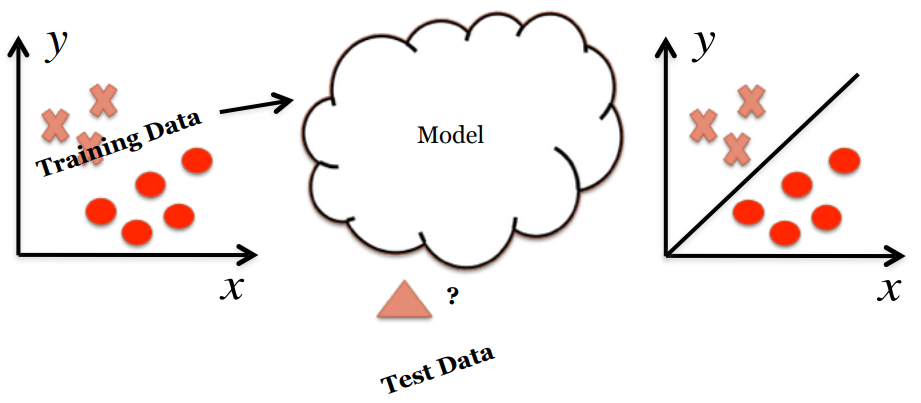 y
Training Data
x
Model
?
Test Data
y
x